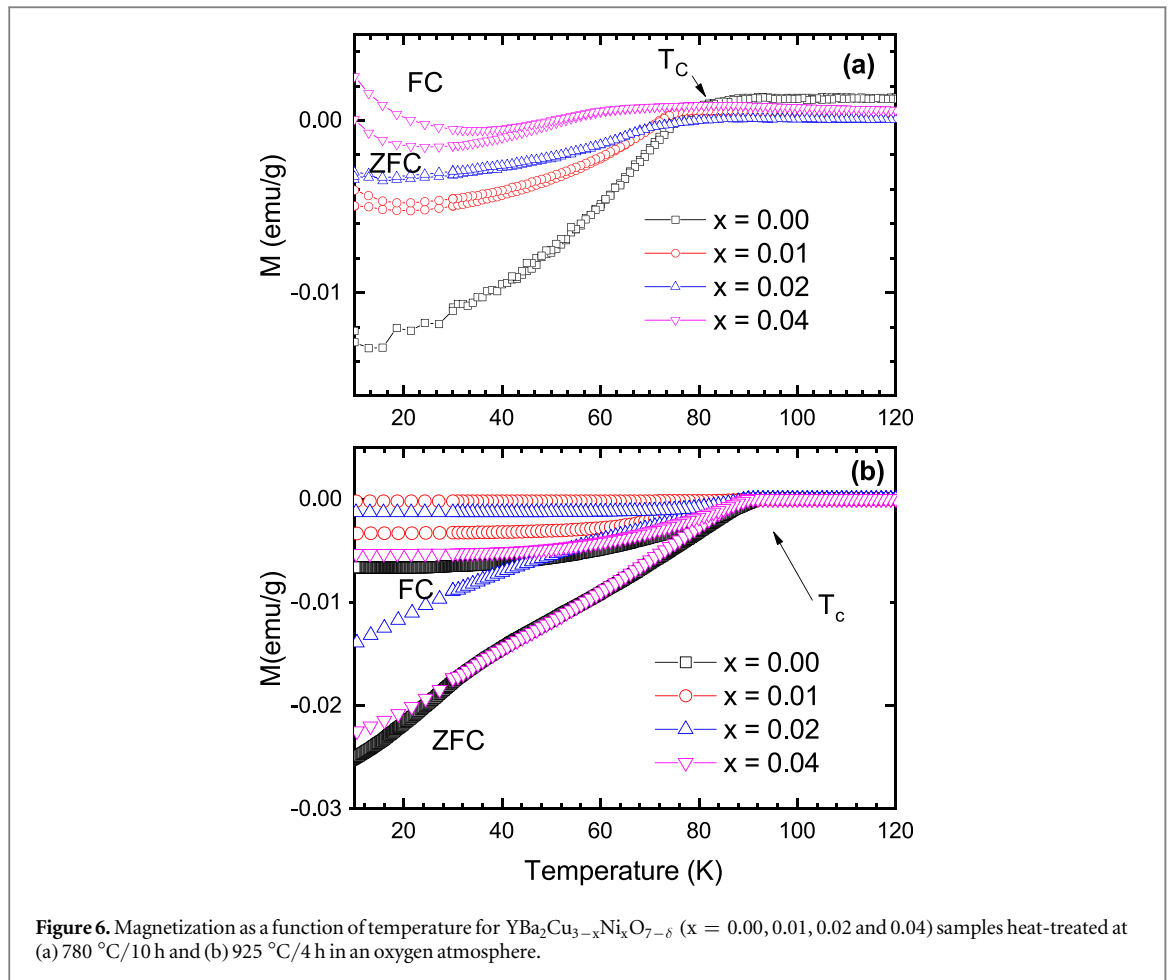 (a)
T_C
FC
0.00
ZFC
M (emu/g)
x = 0.00
x = 0.01
-0.01
x = 0.02
x = 0.04
20 40 60 80 100 120
(b)
0.00
FC
-0.01
T_c
M(emu/g)
x = 0.00
x = 0.01
-0.02
ZFC
x = 0.02
x = 0.04
-0.03
20 40 60 80 100 120
Temperature (K)
Figure 6. Magnetization as a function of temperature for YBa₂Cu₃₋ₓNiₓO₇₋δ (x = 0.00, 0.01, 0.02 and 0.04) samples heat-treated at
(a) 780 °C/10 h and (b) 925 °C/4 h in an oxygen atmosphere.